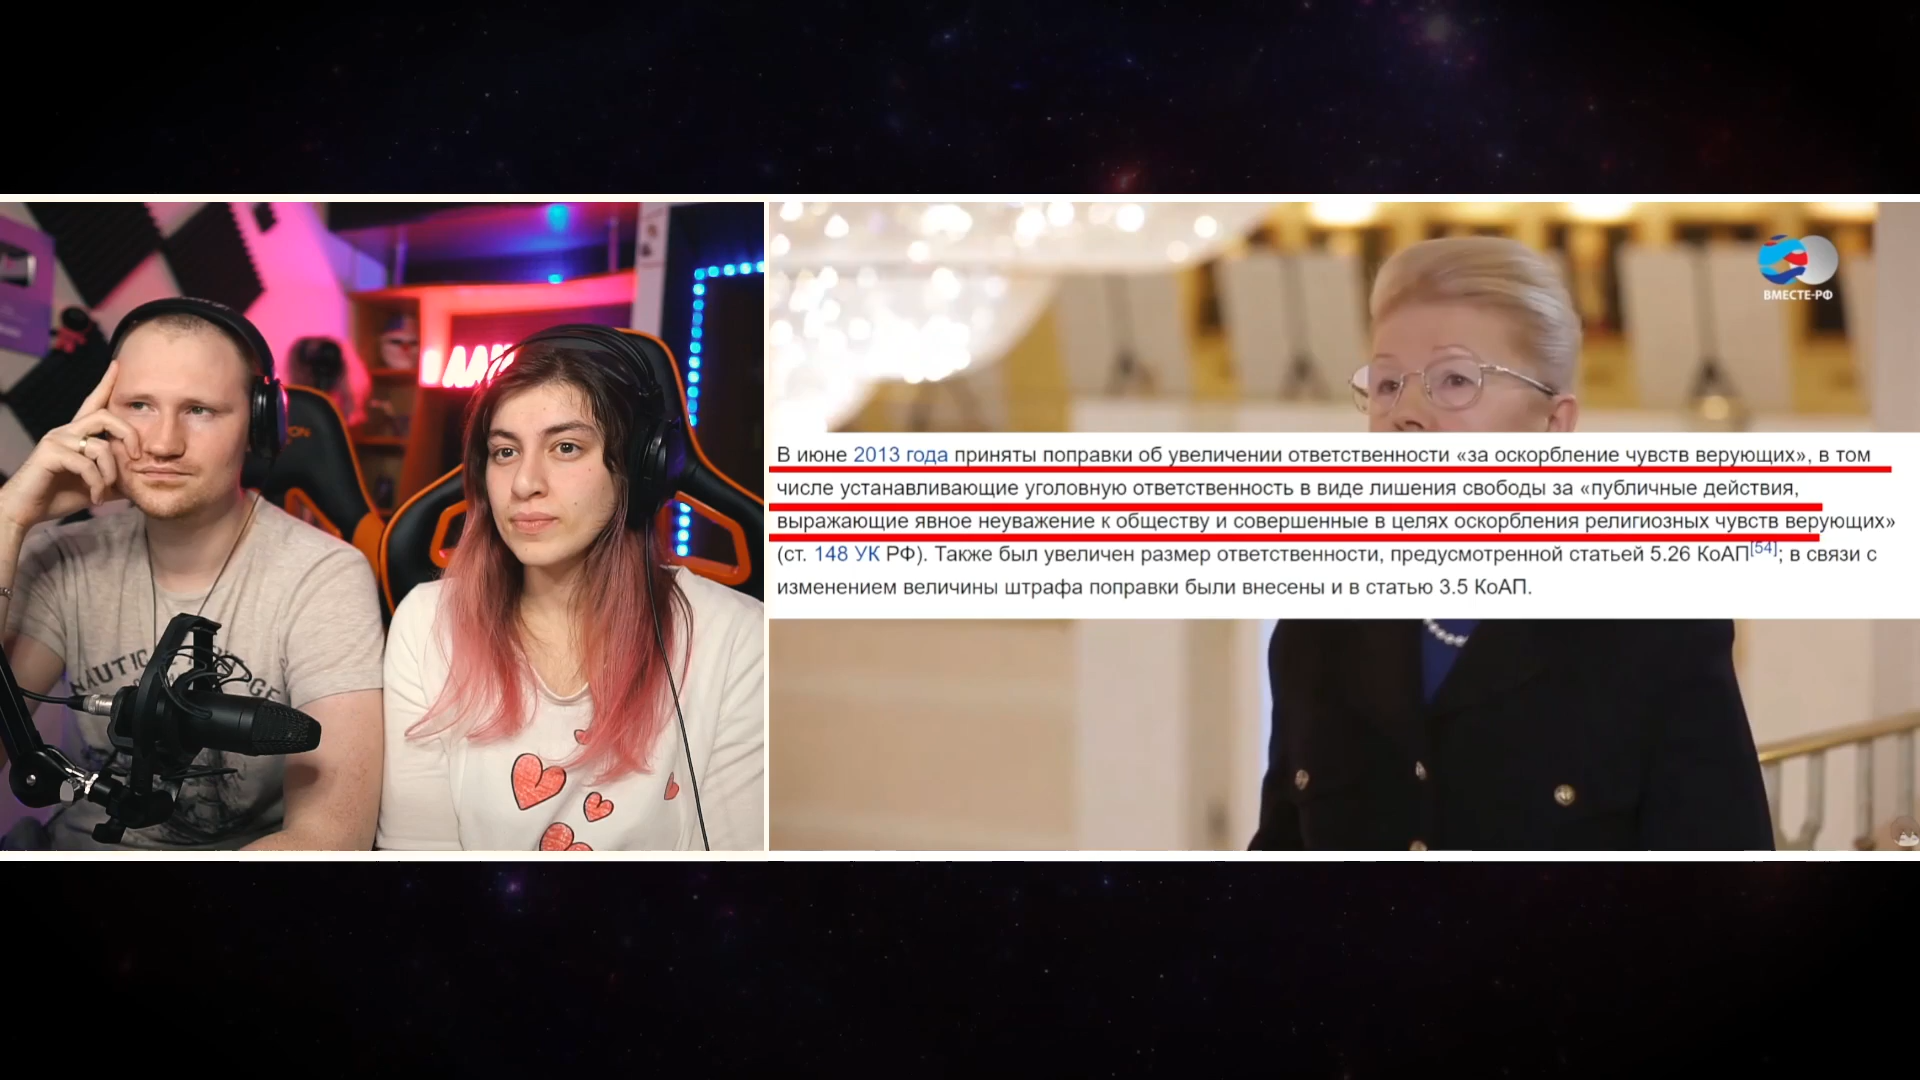 ВМЕСТЕ-РФ
В июне 2013 года приняты поправки об увеличении ответственности «за оскорбление чувств верующих», в том
числе устанавливающие уголовную ответственность в виде лишения свободы за «публичные действия,
выражающие явное неуважение к обществу и совершенные в целях оскорбления религиозных чувств верующих»
(ст. 148 УК РФ). Также был увеличен размер ответственности, предусмотренной статьей 5.26 КоАП[54]; в связи с
изменением величины штрафа поправки были внесены и в статью 3.5 КоАП.